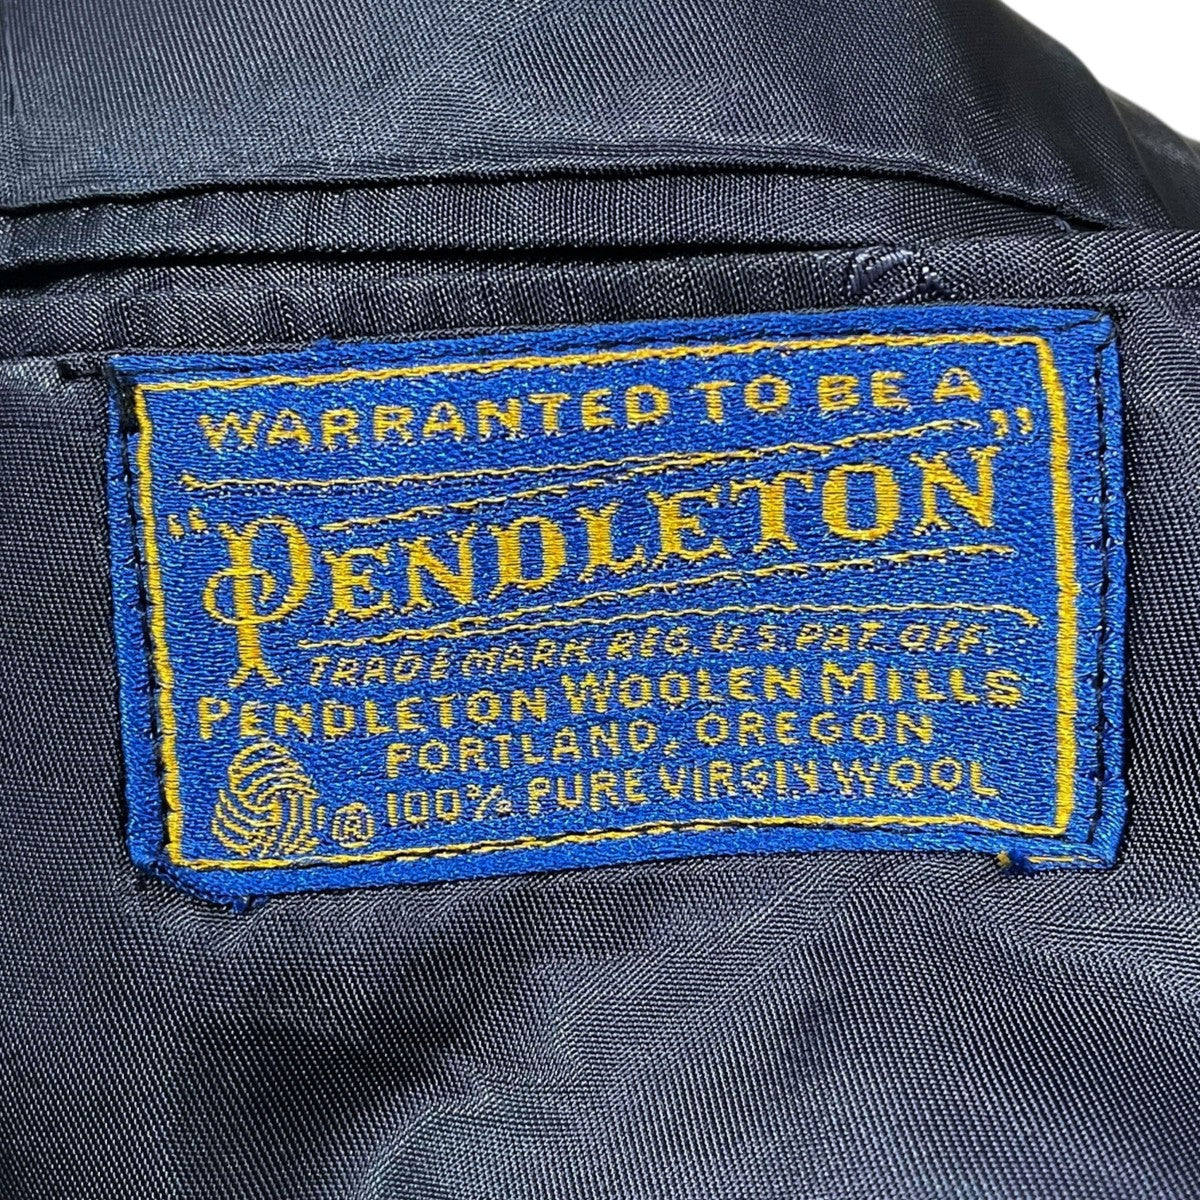 WARRANTED TO BE A
"PENDLETON"
TRADE MARK REG. U.S. PAT. OFF.
PENDLETON WOOLEN MILLS
PORTLAND, OREGON
® 100% PURE VIRGIN WOOL